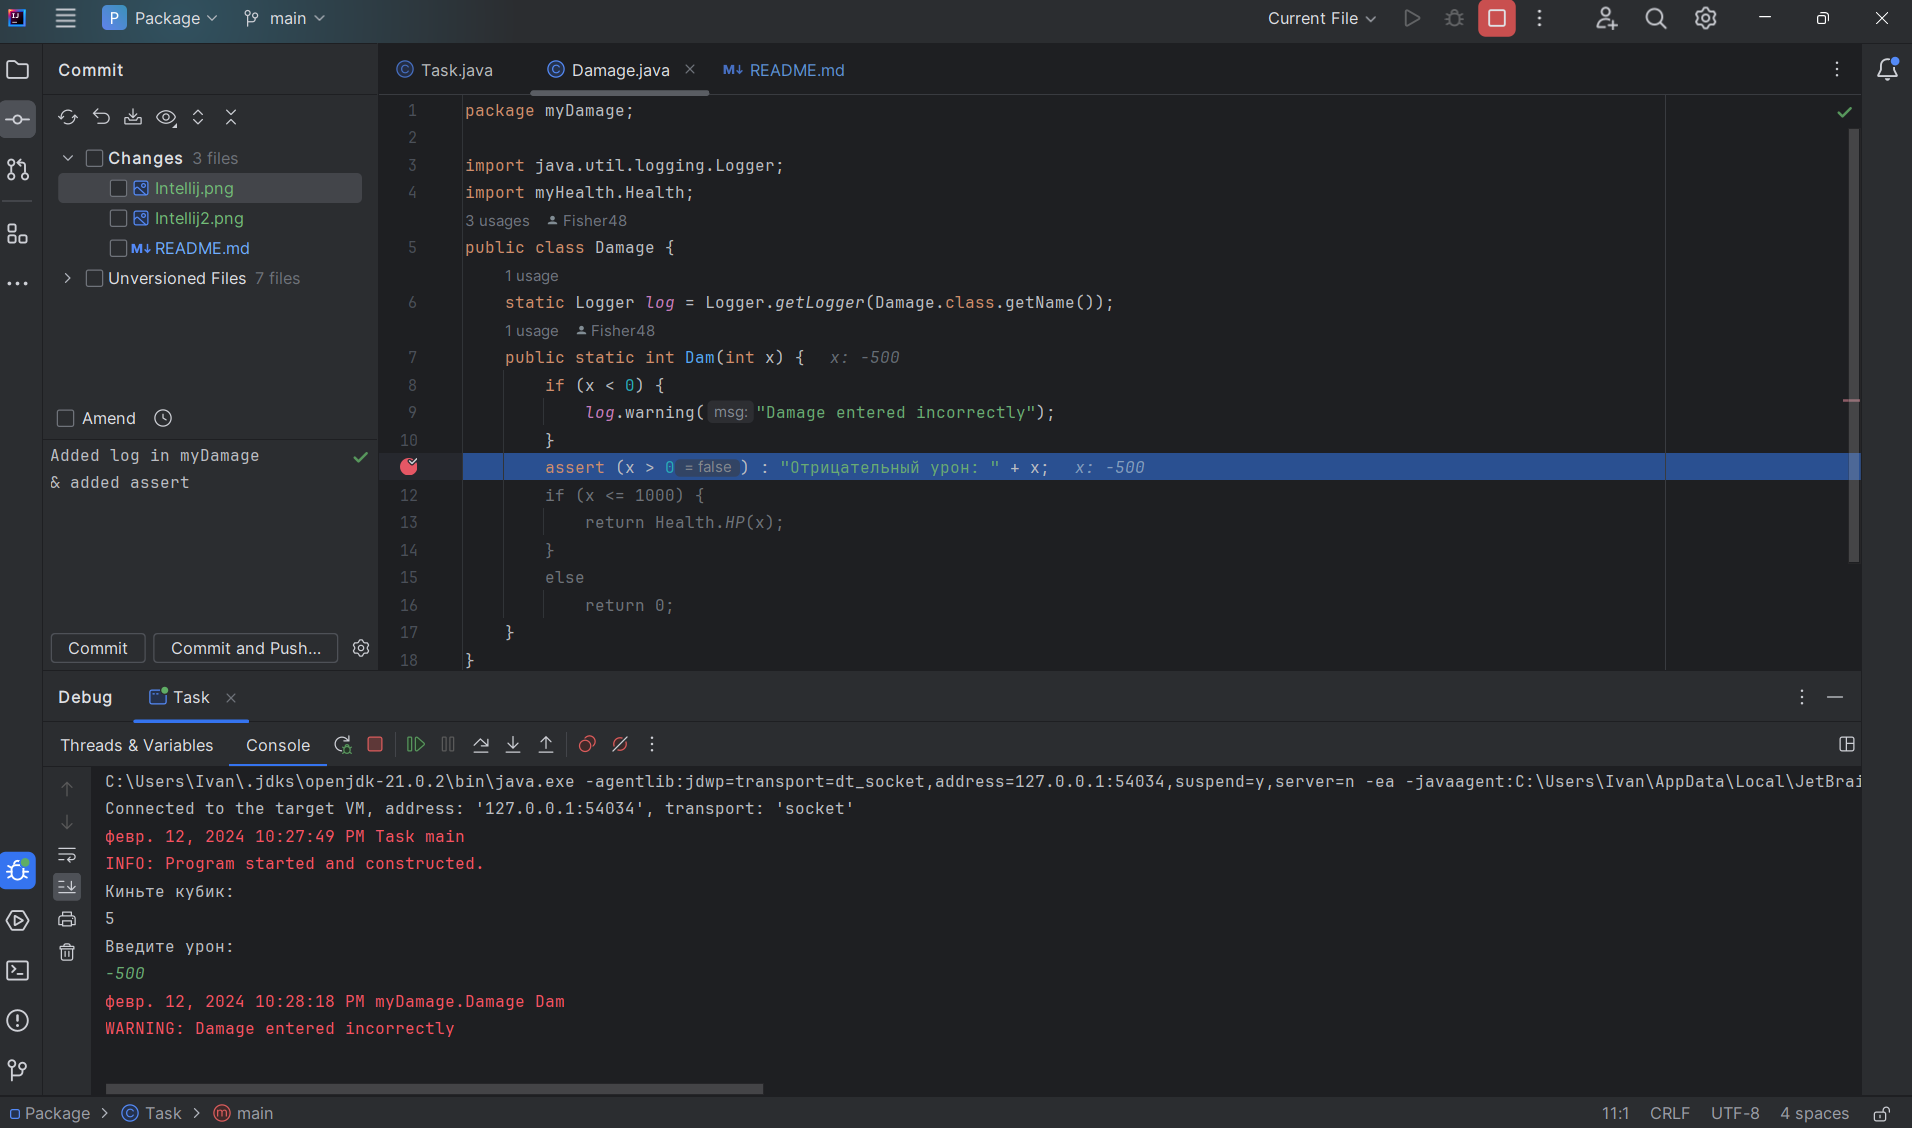 P Package main Current File
Commit
Task.java Damage.java README.md
Changes 3 files
Intellij.png
Intellij2.png
M↓ README.md
Unversioned Files 7 files
Amend
Added log in myDamage
& added assert
Commit Commit and Push...
1 package myDamage;
2
3 import java.util.logging.Logger;
4 import myHealth.Health;
3 usages Fisher48
5 public class Damage {
1 usage
6 static Logger log = Logger.getLogger(Damage.class.getName());
1 usage Fisher48
7 public static int Dam(int x) { x: -500
8 if (x < 0) {
9 log.warning( msg: "Damage entered incorrectly");
10 }
assert (x > 0 = false ) : "Отрицательный урон: " + x; x: -500
12 if (x <= 1000) {
13 return Health.HP(x);
14 }
15 else
16 return 0;
17 }
18 }
Debug Task
Threads & Variables Console
C:\Users\Ivan\.jdks\openjdk-21.0.2\bin\java.exe -agentlib:jdwp=transport=dt_socket,address=127.0.0.1:54034,suspend=y,server=n -ea -javaagent:C:\Users\Ivan\AppData\Local\JetBrai
Connected to the target VM, address: '127.0.0.1:54034', transport: 'socket'
февр. 12, 2024 10:27:49 PM Task main
INFO: Program started and constructed.
Киньте кубик:
5
Введите урон:
-500
февр. 12, 2024 10:28:18 PM myDamage.Damage Dam
WARNING: Damage entered incorrectly
Package > Task > main 11:1 CRLF UTF-8 4 spaces